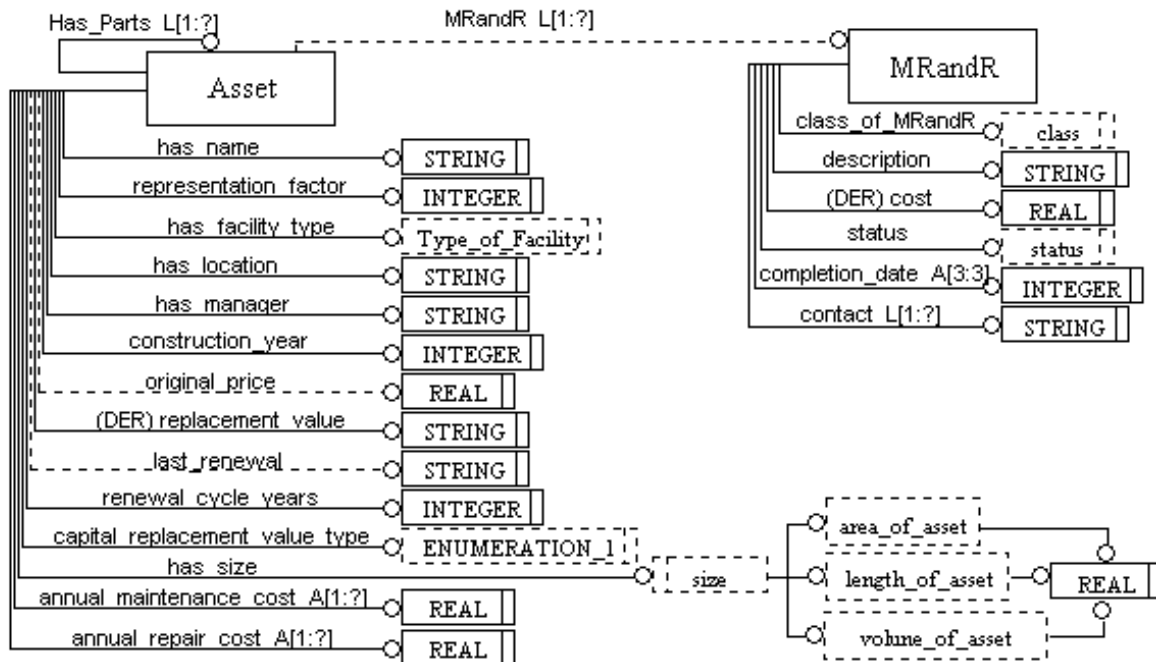 Has_Parts L[1:?]
MRandR L[1:?]
Asset
MRandR
has_name
STRING
representation_factor
INTEGER
has_facility_type
Type_of_Facility
has_location
STRING
has_manager
STRING
construction_year
INTEGER
original_price
REAL
(DER) replacement_value
STRING
last_renewal
STRING
renewal_cycle_years
INTEGER
capital_replacement_value_type
ENUMERATION_1
has_size
size
annual_maintenance_cost A[1:?]
REAL
annual_repair_cost A[1:?]
REAL
class_of_MRandR
class
description
STRING
(DER) cost
REAL
status
status
completion_date A[3:3]
INTEGER
contact L[1:?]
STRING
area_of_asset
length_of_asset
REAL
volume_of_asset